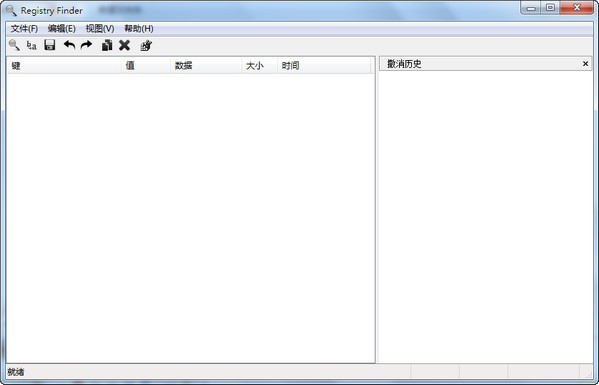 Registry Finder
文件(F) 编辑(E) 视图(V) 帮助(H)
键 值 数据 大小 时间
撤消历史
就绪